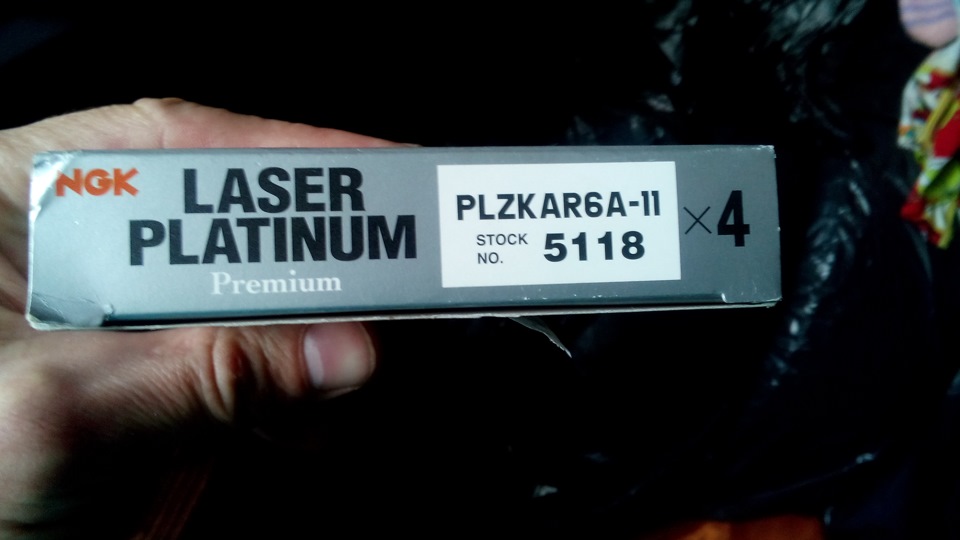 NGK
LASER
PLATINUM
Premium
PLZKAR6A-11
STOCK
NO.
5118
×4